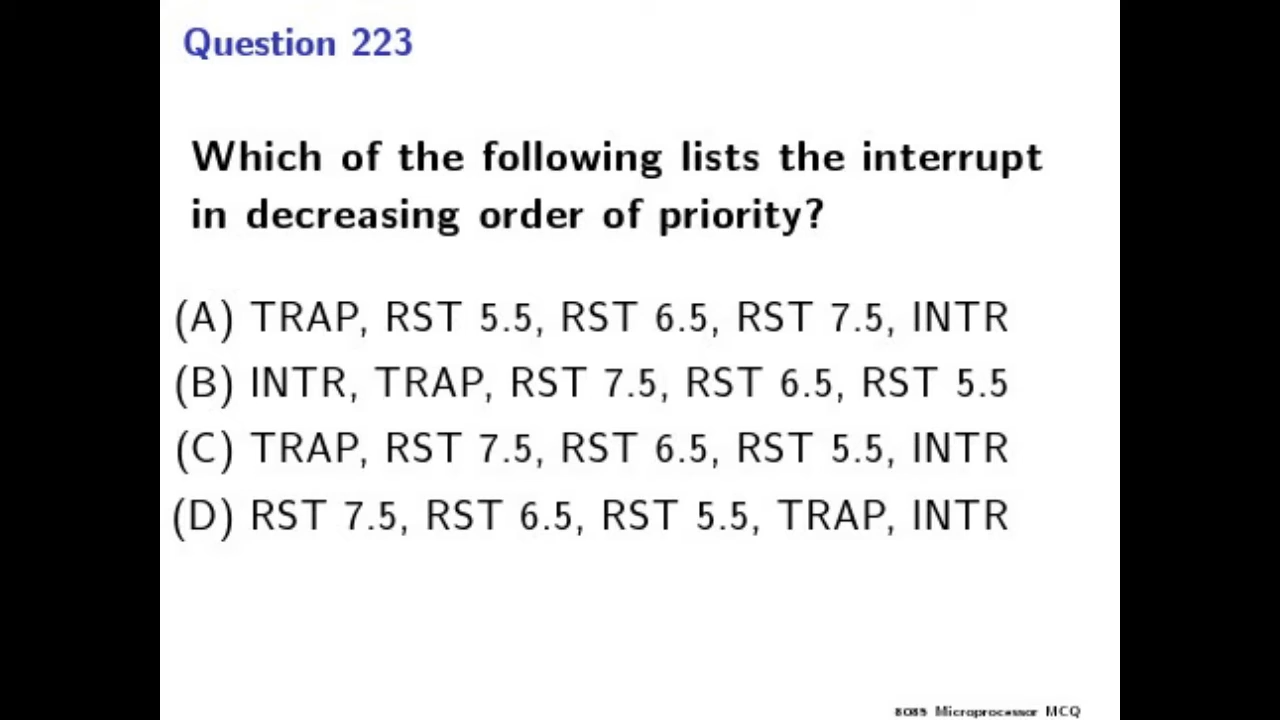 Question 223
Which of the following lists the interrupt
in decreasing order of priority?
(A) TRAP, RST 5.5, RST 6.5, RST 7.5, INTR
(B) INTR, TRAP, RST 7.5, RST 6.5, RST 5.5
(C) TRAP, RST 7.5, RST 6.5, RST 5.5, INTR
(D) RST 7.5, RST 6.5, RST 5.5, TRAP, INTR
8085 Microprocessor MCQ